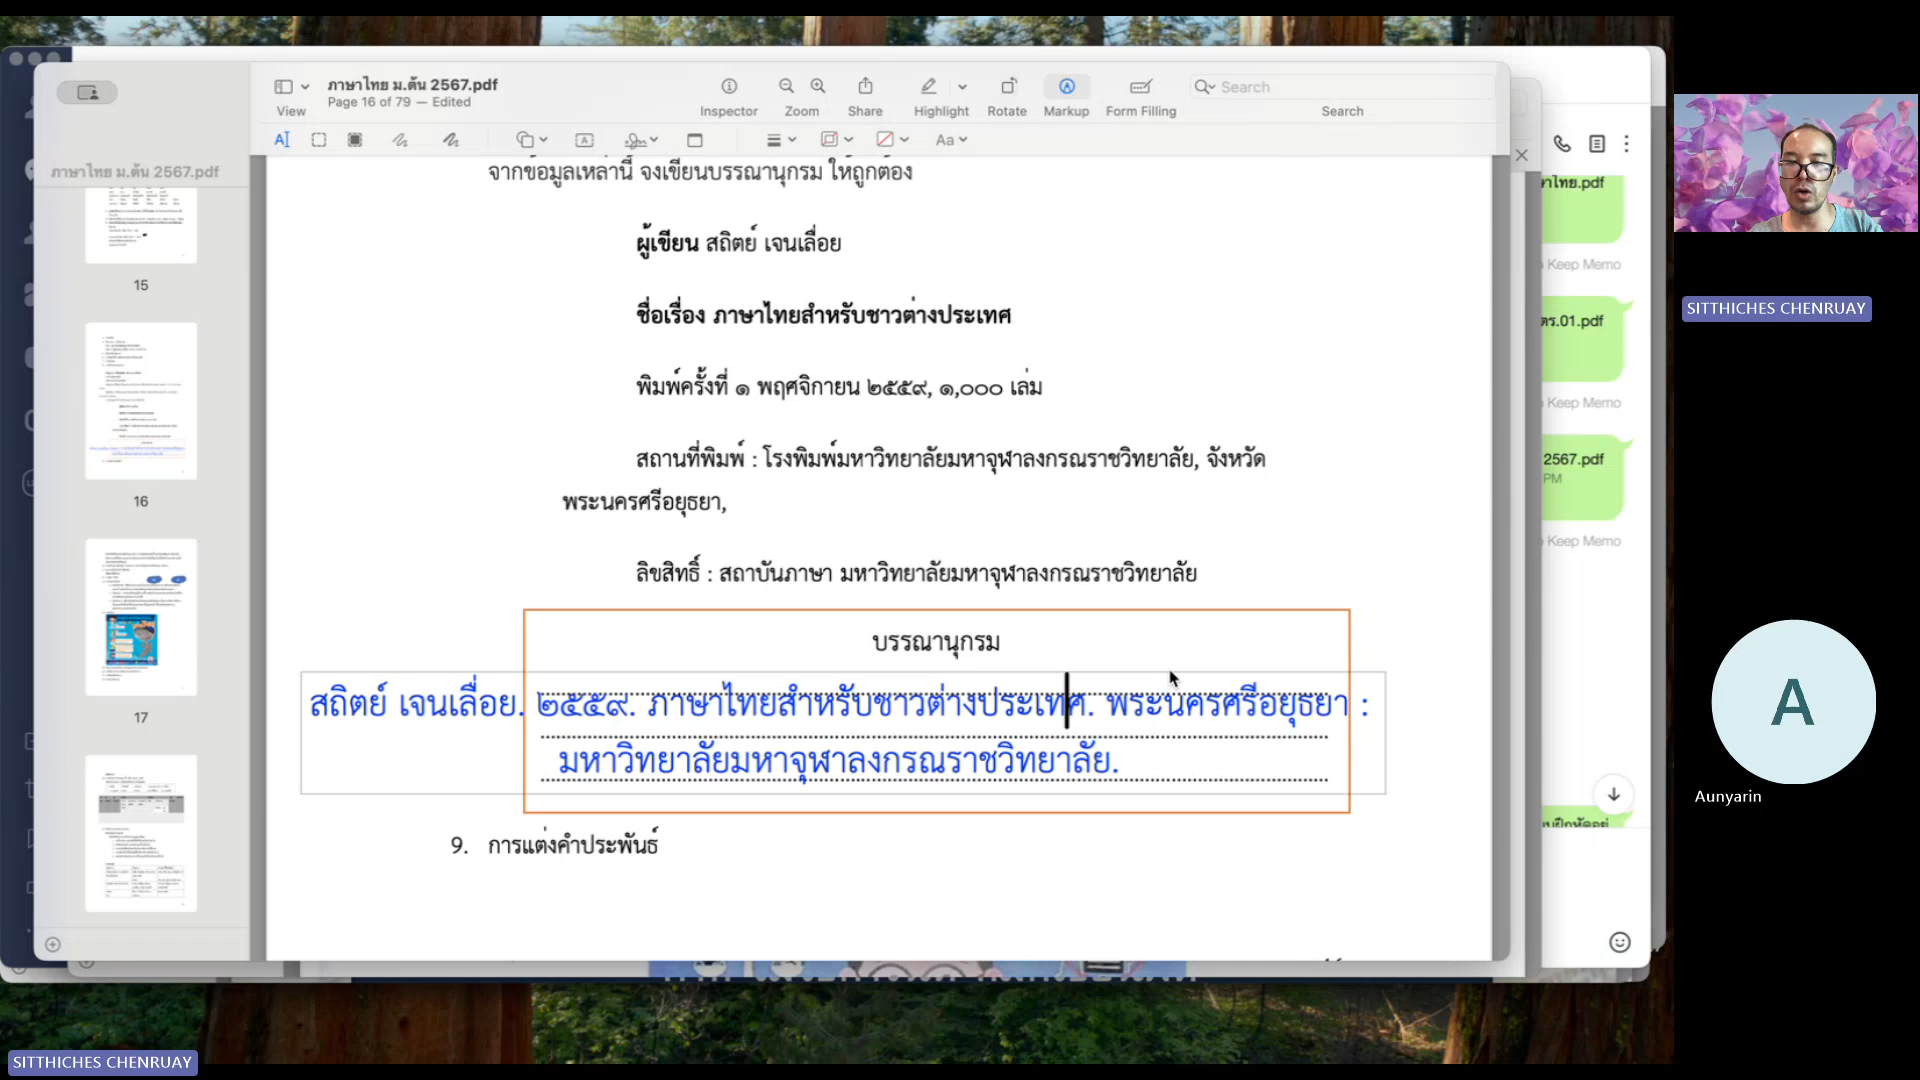 ภาษาไทย ม.ต้น 2567.pdf
Page 16 of 79 — Edited
View
Inspector
Zoom
Share
Highlight
Rotate
Markup
Form Filling
Search
Search
Aa
ภาษาไทย ม.ต้น 2567.pdf
15
16
17
จากข้อมูลเหล่านี้ จงเขียนบรรณานุกรม ให้ถูกต้อง
ผู้เขียน สถิตย์ เจนเลื่อย
ชื่อเรื่อง ภาษาไทยสำหรับชาวต่างประเทศ
พิมพ์ครั้งที่ ๑ พฤศจิกายน ๒๕๕๙, ๑,๐๐๐ เล่ม
สถานที่พิมพ์ : โรงพิมพ์มหาวิทยาลัยมหาจุฬาลงกรณราชวิทยาลัย, จังหวัด
พระนครศรีอยุธยา,
ลิขสิทธิ์ : สถาบันภาษา มหาวิทยาลัยมหาจุฬาลงกรณราชวิทยาลัย
บรรณานุกรม
สถิตย์ เจนเลื่อย. ๒๕๕๙. ภาษาไทยสำหรับชาวต่างประเทศ. พระนครศรีอยุธยา :
มหาวิทยาลัยมหาจุฬาลงกรณราชวิทยาลัย.
9. การแต่งคำประพันธ์
าไทย.pdf
Keep Memo
ตร.01.pdf
Keep Memo
2567.pdf
PM
Keep Memo
SITTHICHES CHENRUAY
A
Aunyarin
SITTHICHES CHENRUAY